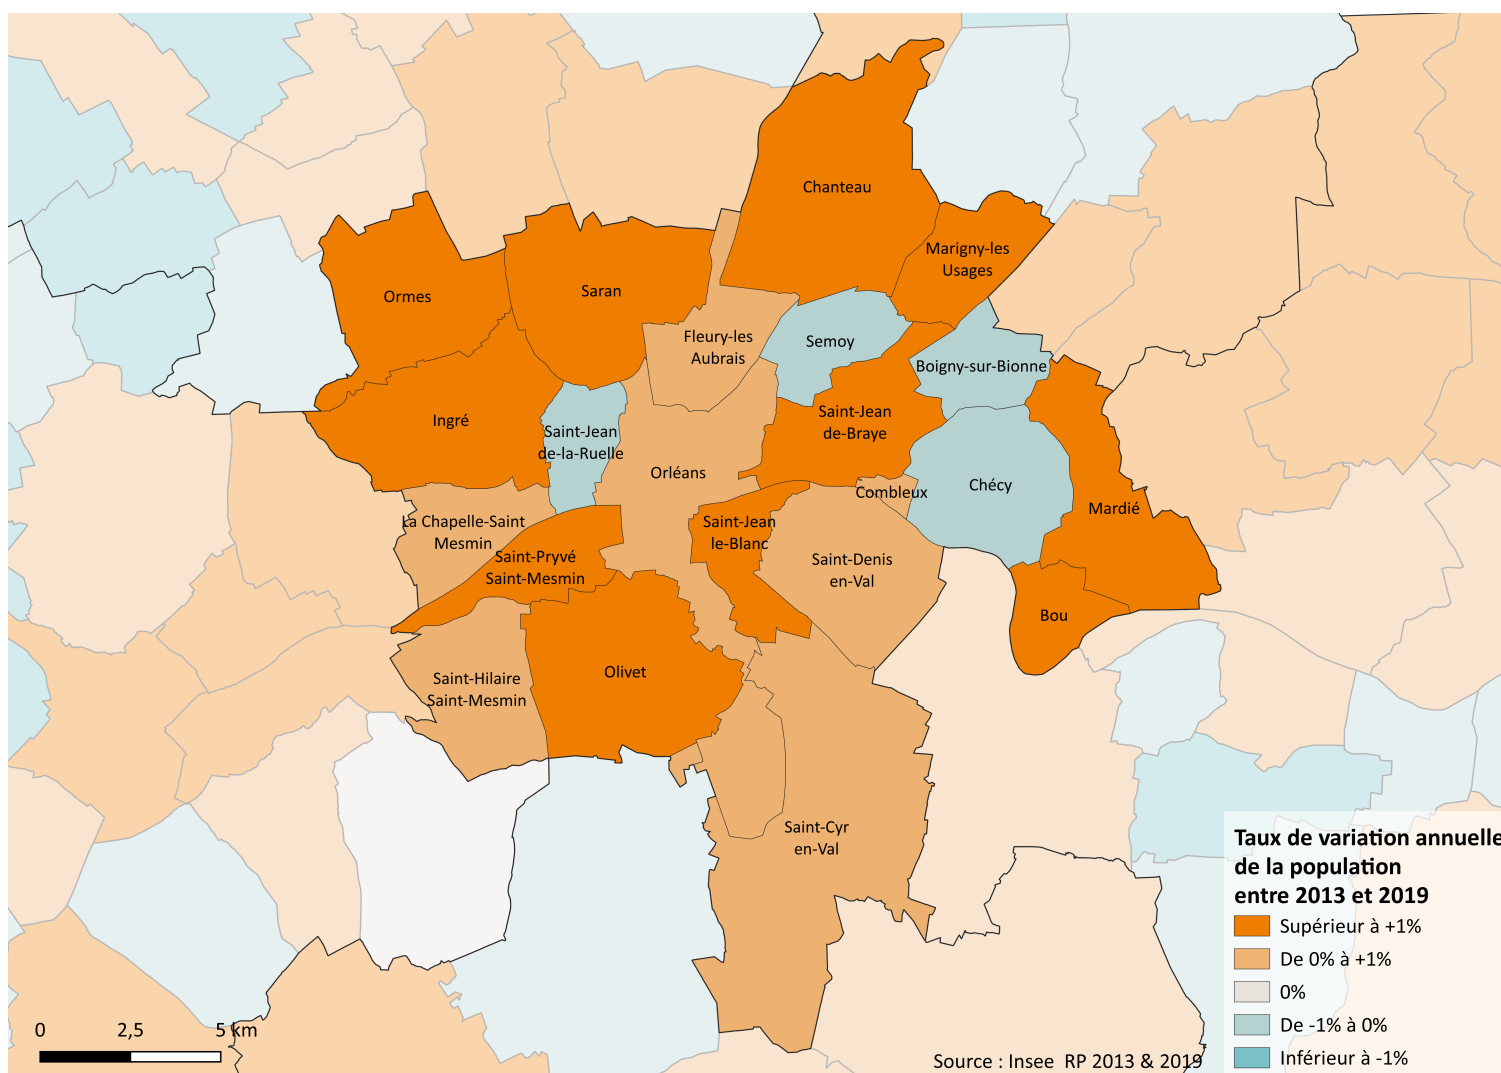 Chanteau
Marigny-les
Usages
Ormes
Saran
Fleury-les
Aubrais
Semoy
Boigny-sur-Bionne
Ingré
Saint-Jean
de-la-Ruelle
Saint-Jean
de-Braye
Orléans
Combleux
Chécy
Mardié
La Chapelle-Saint
Mesmin
Saint-Pryvé
Saint-Mesmin
Saint-Jean
le-Blanc
Saint-Denis
en-Val
Bou
Saint-Hilaire
Saint-Mesmin
Olivet
Saint-Cyr
en-Val
Taux de variation annuelle
de la population
entre 2013 et 2019
Supérieur à +1%
De 0% à +1%
0%
De -1% à 0%
Inférieur à -1%
0 2,5 5 km
Source : Insee RP 2013 & 2019